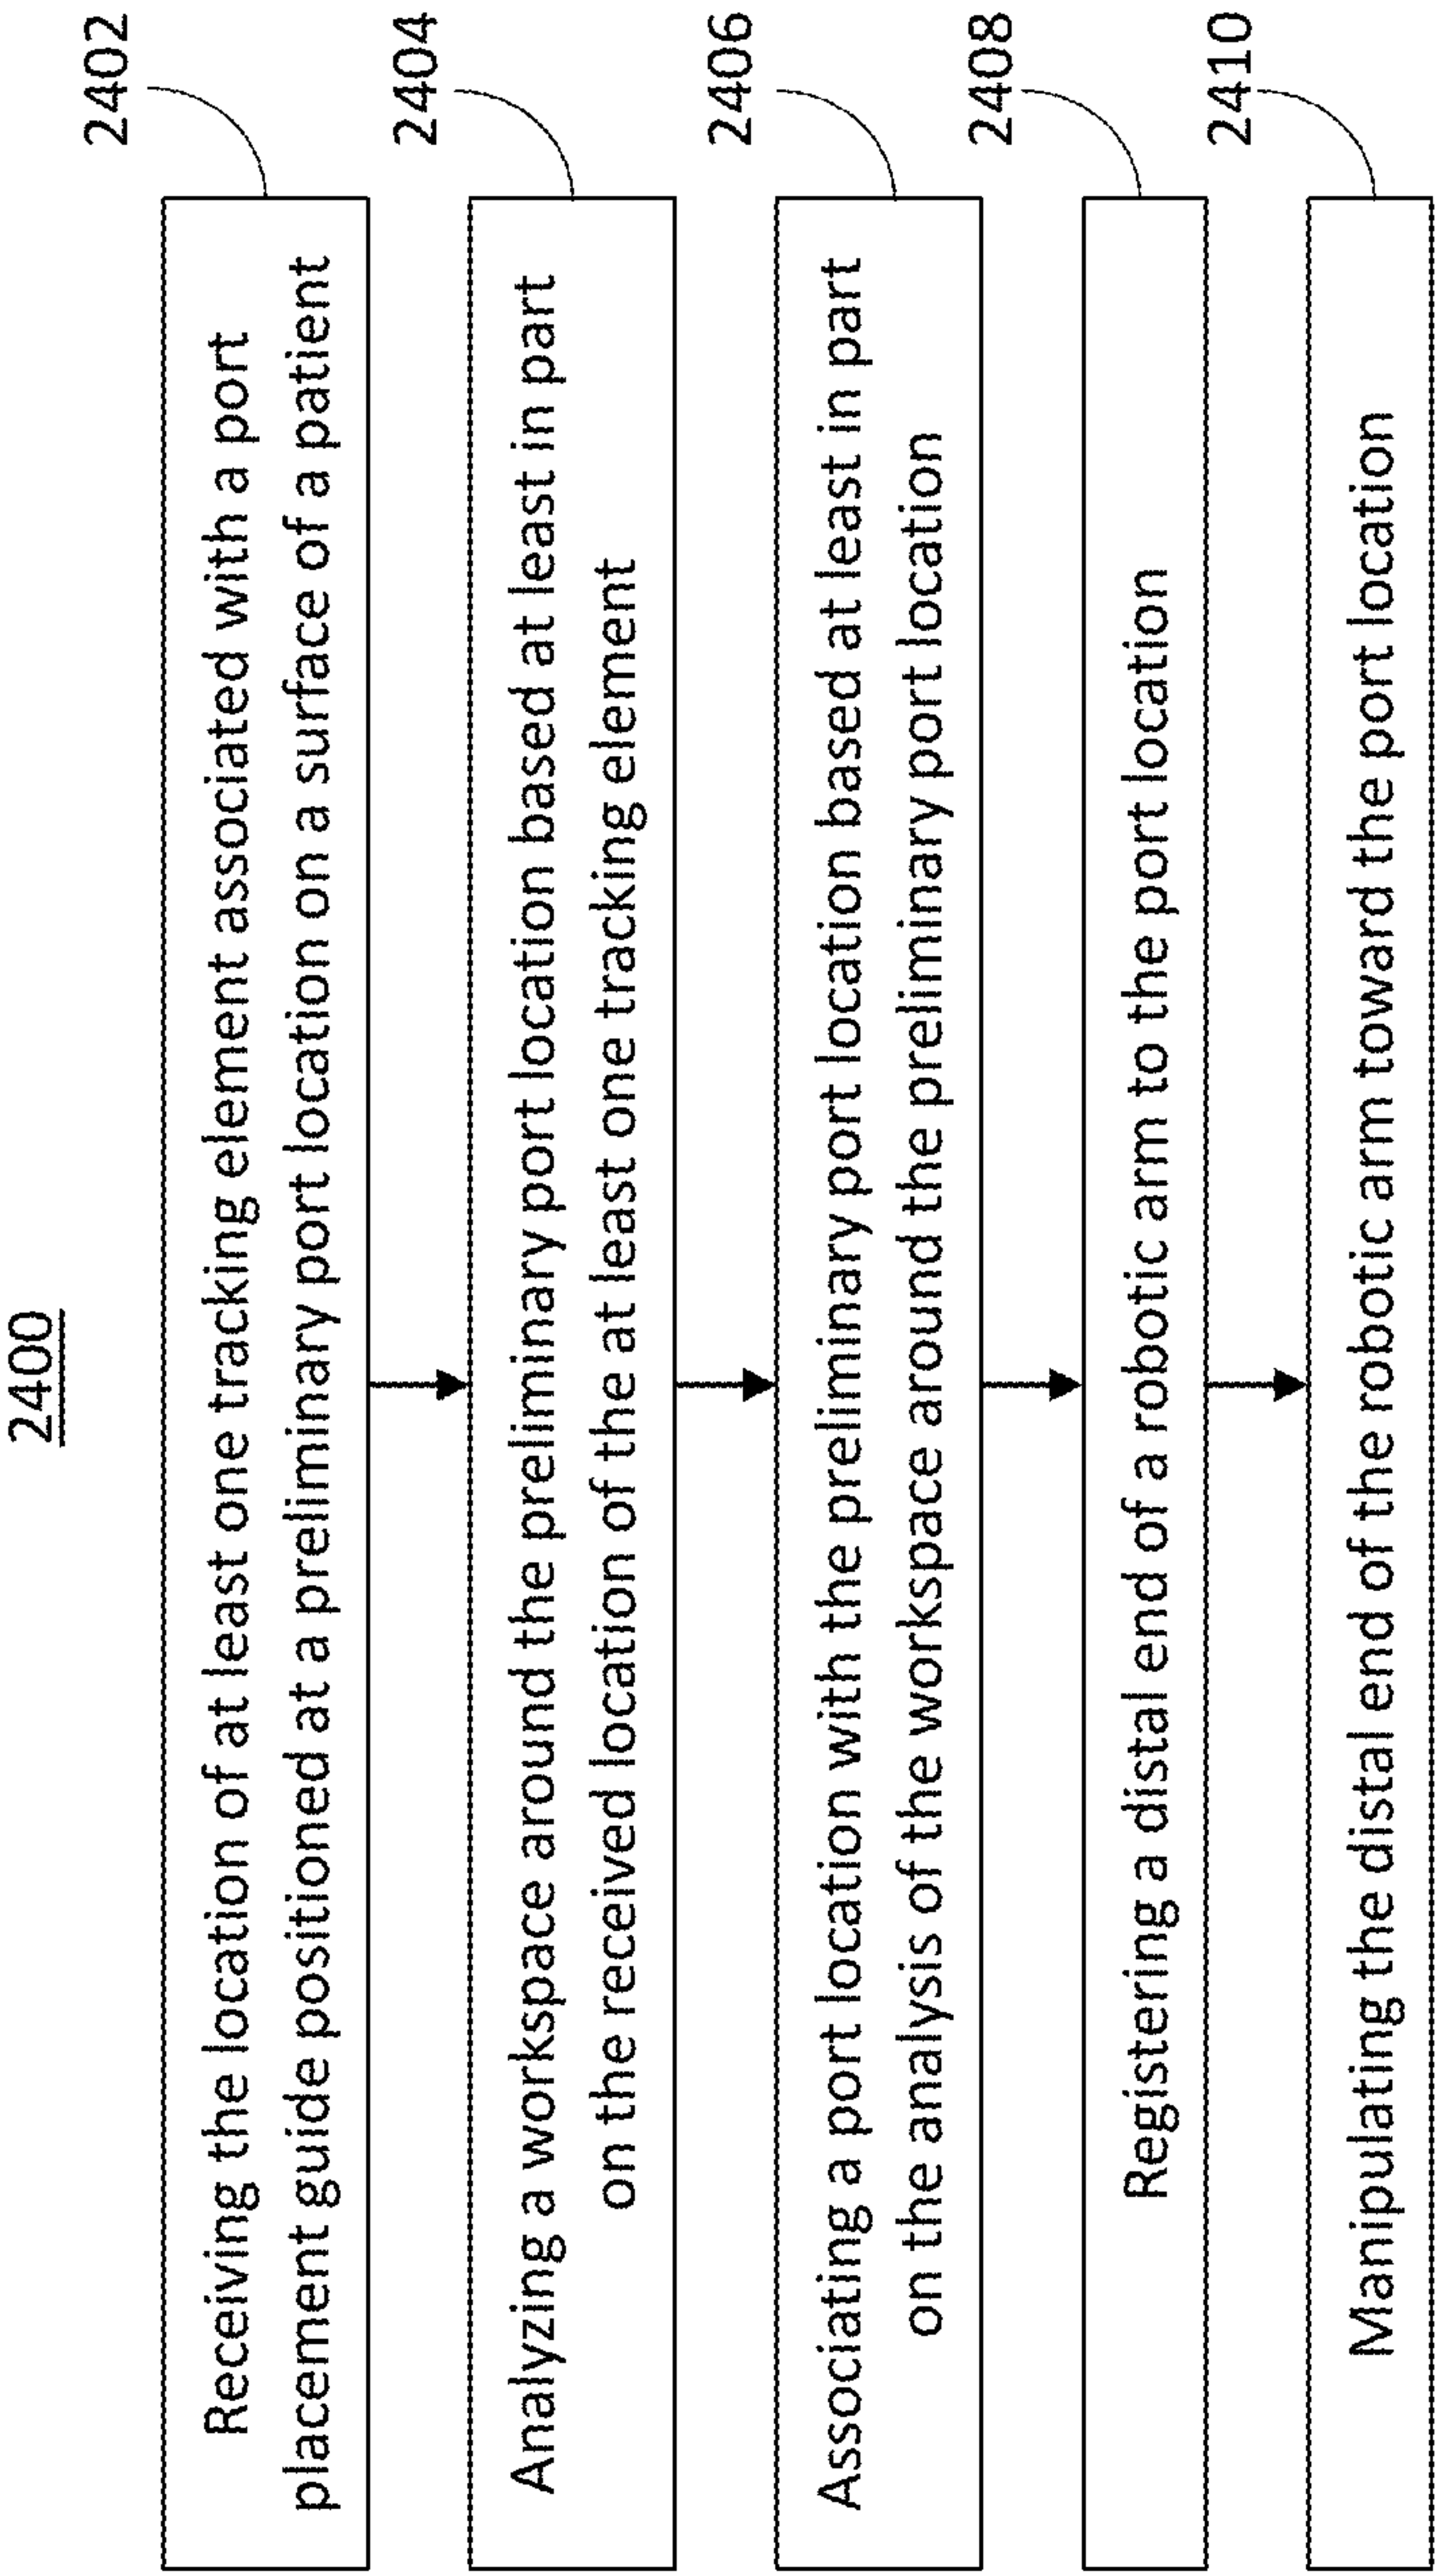 2400
Receiving the location of at least one tracking element associated with a port
placement guide positioned at a preliminary port location on a surface of a patient
2402
Analyzing a workspace around the preliminary port location based at least in part
on the received location of the at least one tracking element
2404
Associating a port location with the preliminary port location based at least in part
on the analysis of the workspace around the preliminary port location
2406
Registering a distal end of a robotic arm to the port location
2408
Manipulating the distal end of the robotic arm toward the port location
2410